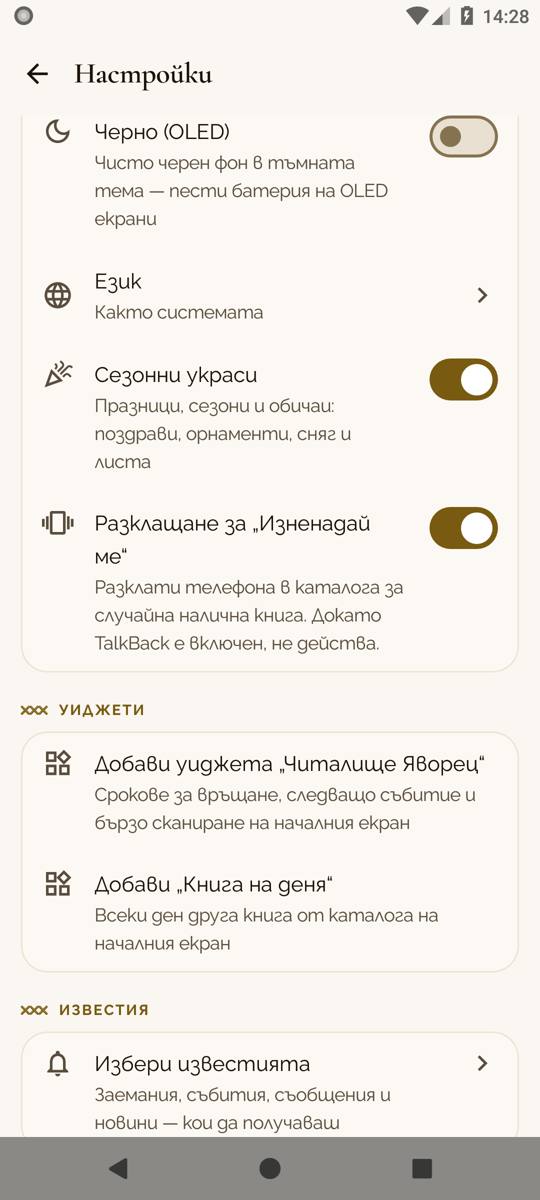 14:28
Настройки
Черно (OLED)
Чисто черен фон в тъмната
тема — пести батерия на OLED
екрани
Език
Както системата
Сезонни украси
Празници, сезони и обичаи:
поздрави, орнаменти, сняг и
листа
Разклащане за „Изненадай
ме“
Разклати телефона в каталога за
случайна налична книга. Докато
TalkBack е включен, не действа.
УИДЖЕТИ
Добави уиджета „Читалище Яворец“
Срокове за връщане, следващо събитие и
бързо сканиране на началния екран
Добави „Книга на деня“
Всеки ден друга книга от каталога на
началния екран
ИЗВЕСТИЯ
Избери известията
Заемания, събития, съобщения и
новини — кои да получаваш